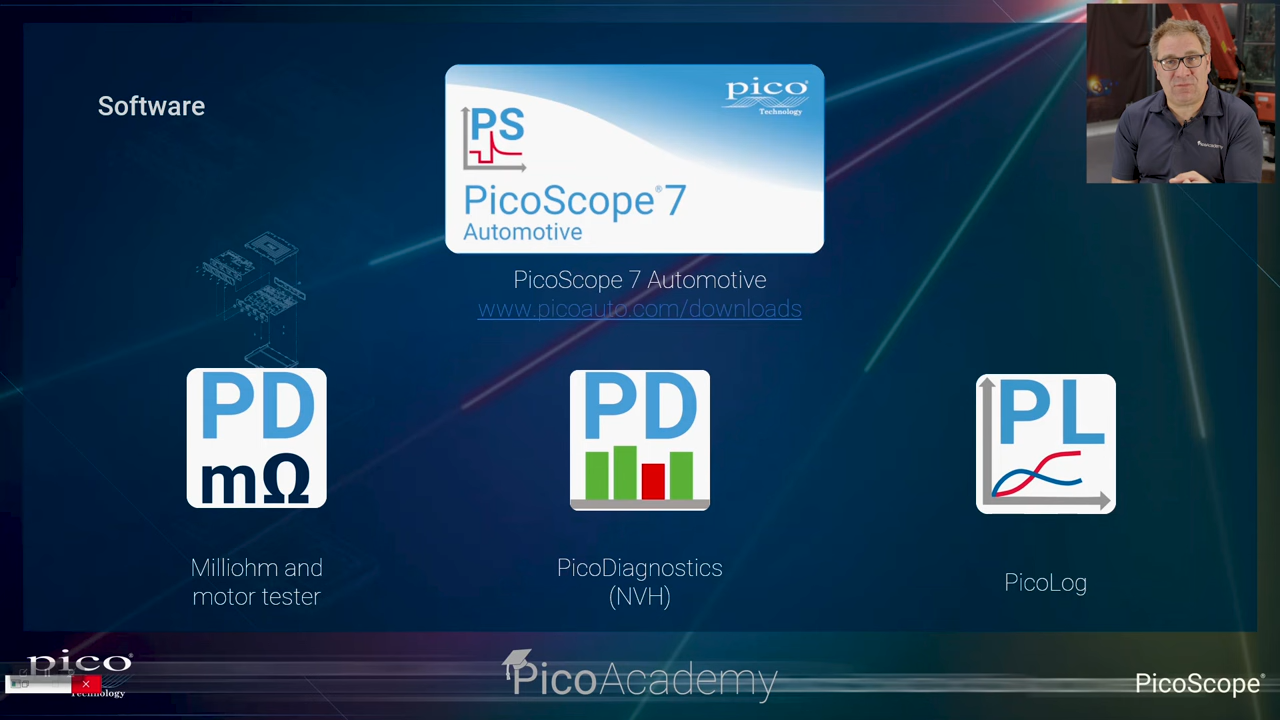 Software
pico
Technology
PS
PicoScope® 7
Automotive
PicoScope 7 Automotive
www.picoauto.com/downloads
PD
mΩ
PD
PL
Milliohm and
motor tester
PicoDiagnostics
(NVH)
PicoLog
pico
Technology
PicoAcademy
PicoScope®